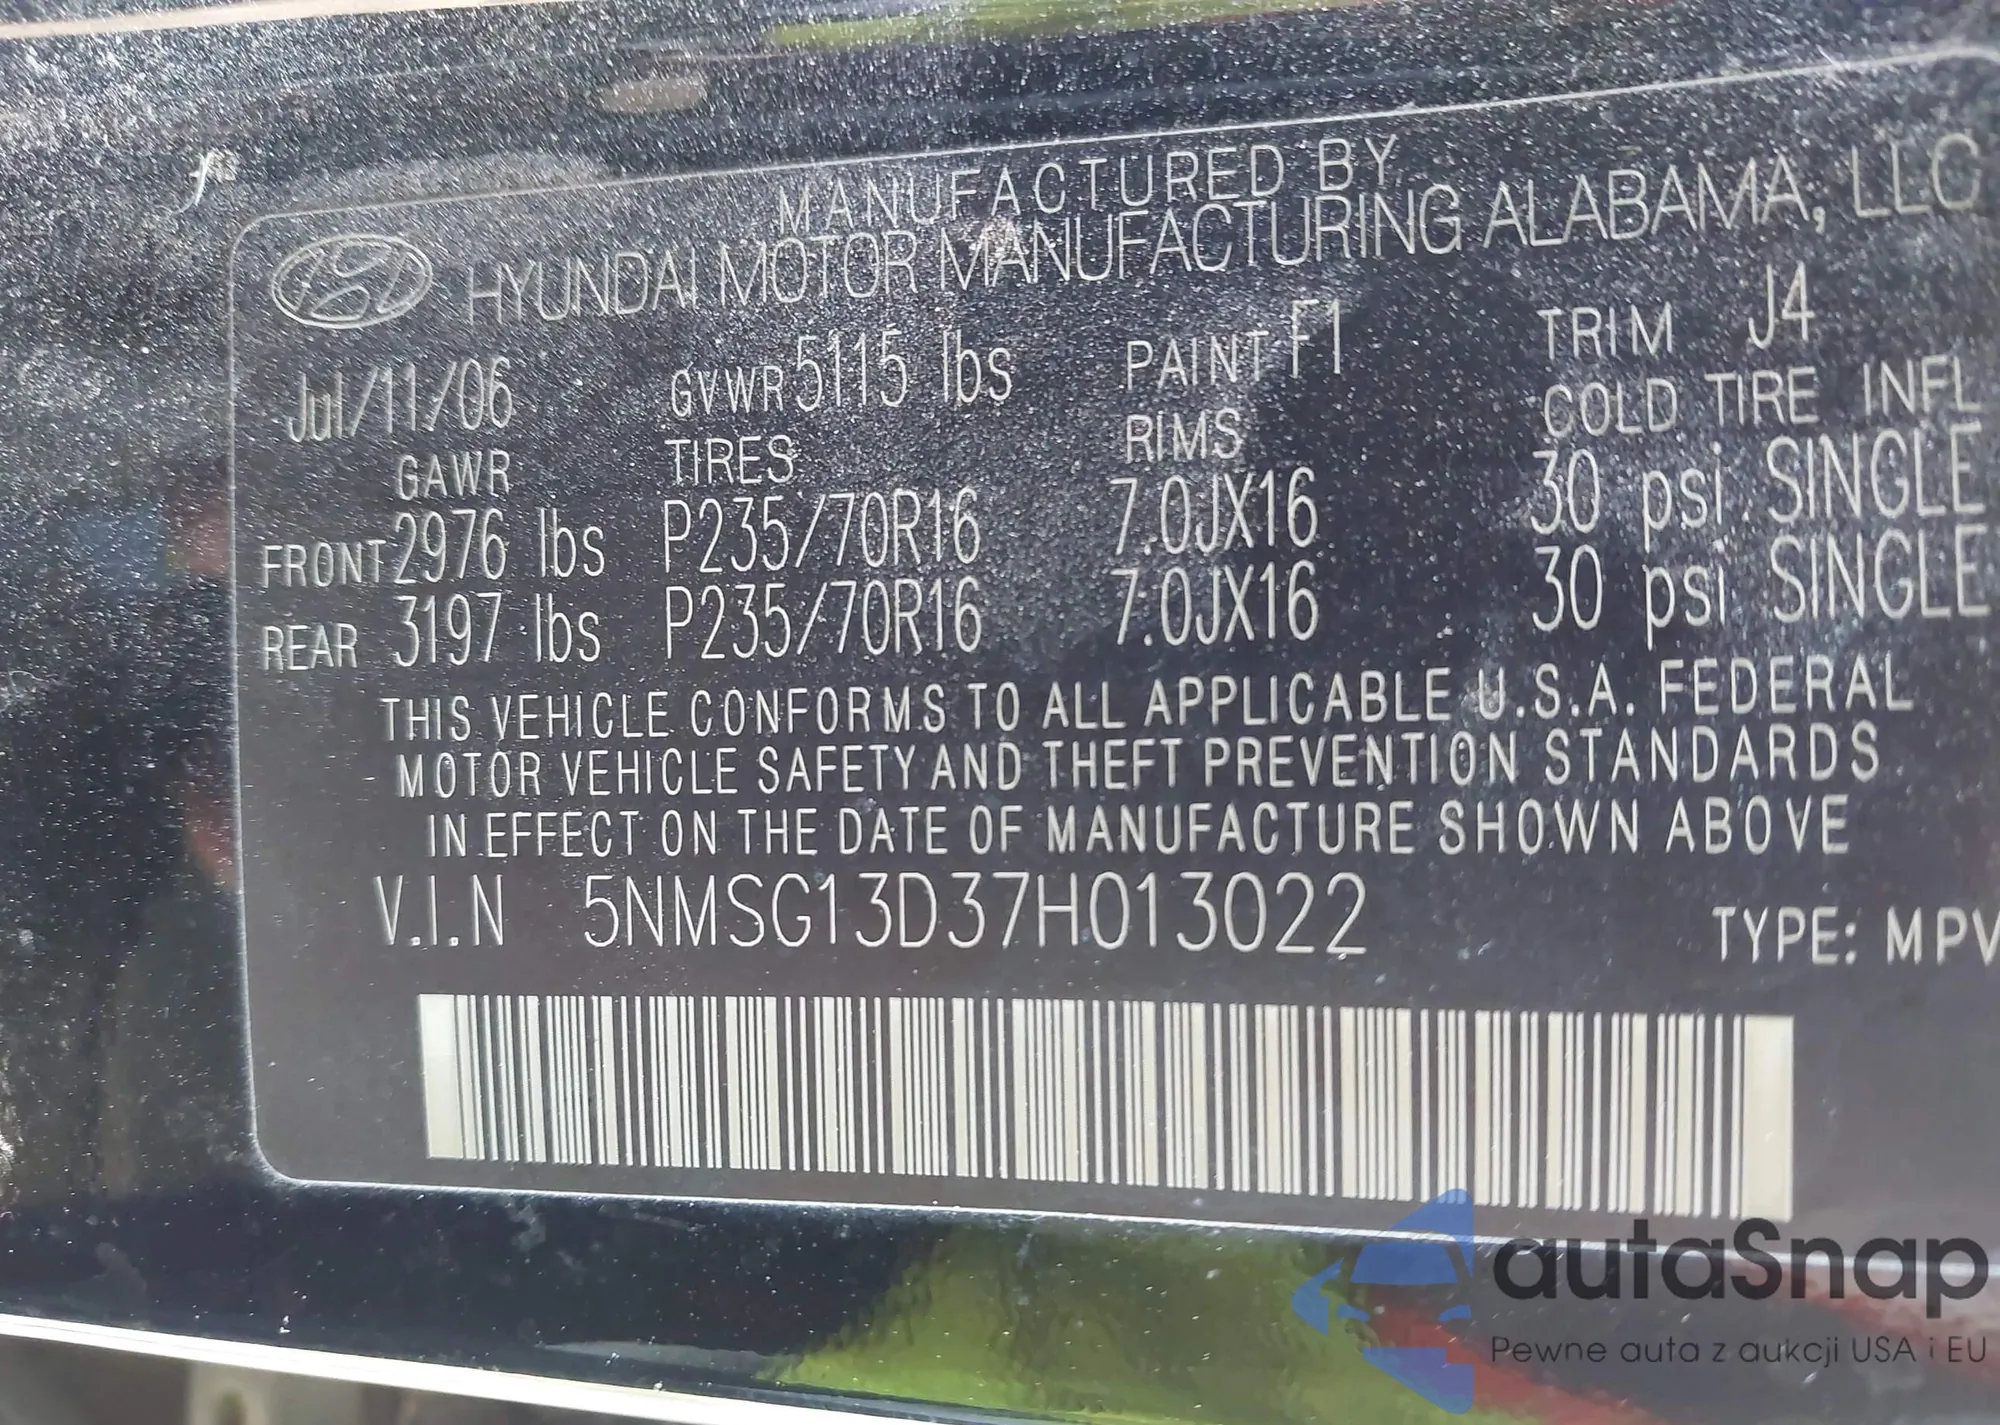 MANUFACTURED BY
HYUNDAI MOTOR MANUFACTURING ALABAMA, LLC
Jul/11/06 GVWR 5115 lbs PAINT F1 TRIM J4
GAWR TIRES RIMS COLD TIRE INFL
FRONT 2976 lbs P235/70R16 7.0JX16 30 psi SINGLE
REAR 3197 lbs P235/70R16 7.0JX16 30 psi SINGLE
THIS VEHICLE CONFORMS TO ALL APPLICABLE U.S.A. FEDERAL
MOTOR VEHICLE SAFETY AND THEFT PREVENTION STANDARDS
IN EFFECT ON THE DATE OF MANUFACTURE SHOWN ABOVE
V.I.N 5NMSG13D37H013022 TYPE: MPV
autaSnap
Pewne auta z aukcji USA i EU